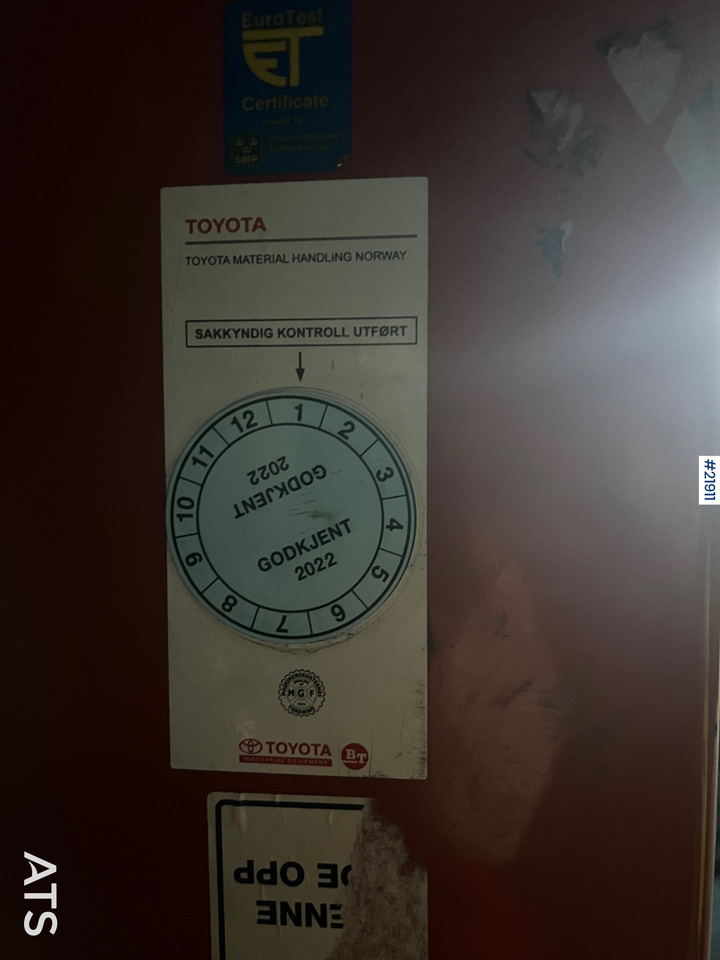 EuroTest
ET
Certificate
SMP
TOYOTA
TOYOTA MATERIAL HANDLING NORWAY
SAKKYNDIG KONTROLL UTFØRT
1
2
3
4
5
6
7
8
9
10
11
12
GODKJENT
2022
GODKJENT
2022
MGF
TOYOTA
INDUSTRIAL EQUIPMENT
BT
OPP
#21911
ATS